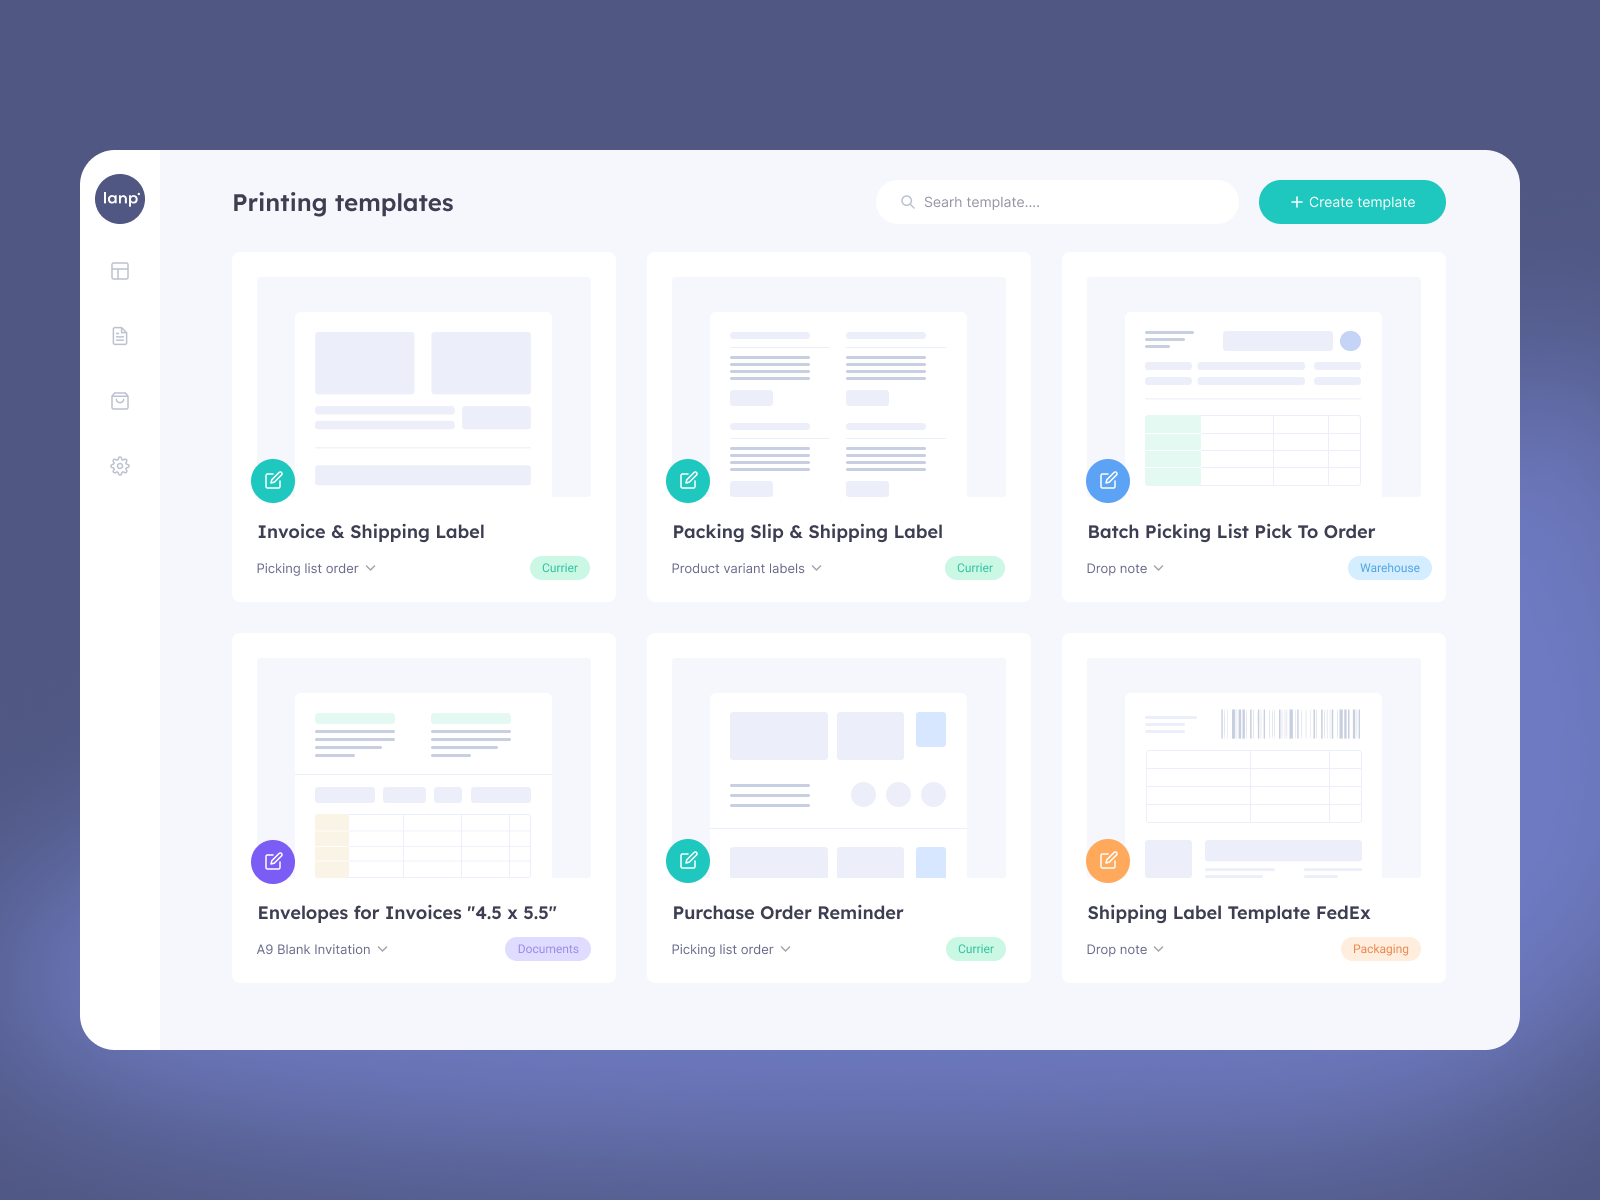 lanp
Printing templates
Searh template....
+ Create template
Invoice & Shipping Label
Picking list order
Currier
Packing Slip & Shipping Label
Product variant labels
Currier
Batch Picking List Pick To Order
Drop note
Warehouse
Envelopes for Invoices "4.5 x 5.5"
A9 Blank Invitation
Documents
Purchase Order Reminder
Picking list order
Currier
Shipping Label Template FedEx
Drop note
Packaging